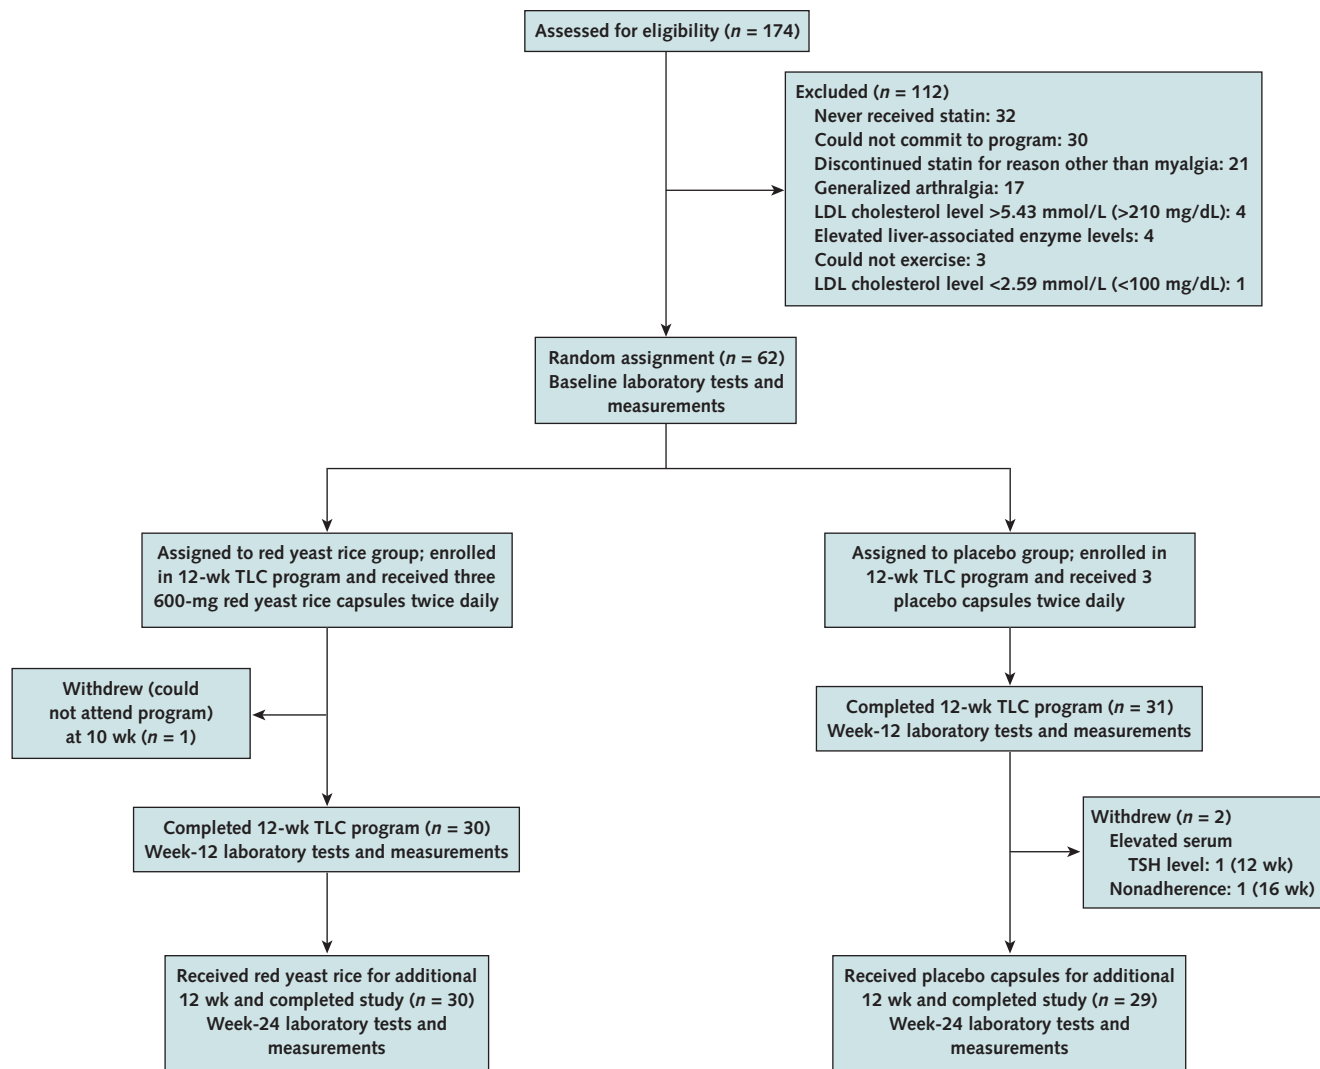 Assessed for eligibility (n = 174)
Excluded (n = 112)
Never received statin: 32
Could not commit to program: 30
Discontinued statin for reason other than myalgia: 21
Generalized arthralgia: 17
LDL cholesterol level >5.43 mmol/L (>210 mg/dL): 4
Elevated liver-associated enzyme levels: 4
Could not exercise: 3
LDL cholesterol level <2.59 mmol/L (<100 mg/dL): 1
Random assignment (n = 62)
Baseline laboratory tests and
measurements
Assigned to red yeast rice group; enrolled
in 12-wk TLC program and received three
600-mg red yeast rice capsules twice daily
Assigned to placebo group; enrolled in
12-wk TLC program and received 3
placebo capsules twice daily
Withdrew (could
not attend program)
at 10 wk (n = 1)
Completed 12-wk TLC program (n = 31)
Week-12 laboratory tests and measurements
Completed 12-wk TLC program (n = 30)
Week-12 laboratory tests and measurements
Withdrew (n = 2)
Elevated serum
TSH level: 1 (12 wk)
Nonadherence: 1 (16 wk)
Received red yeast rice for additional
12 wk and completed study (n = 30)
Week-24 laboratory tests and
measurements
Received placebo capsules for additional
12 wk and completed study (n = 29)
Week-24 laboratory tests and
measurements